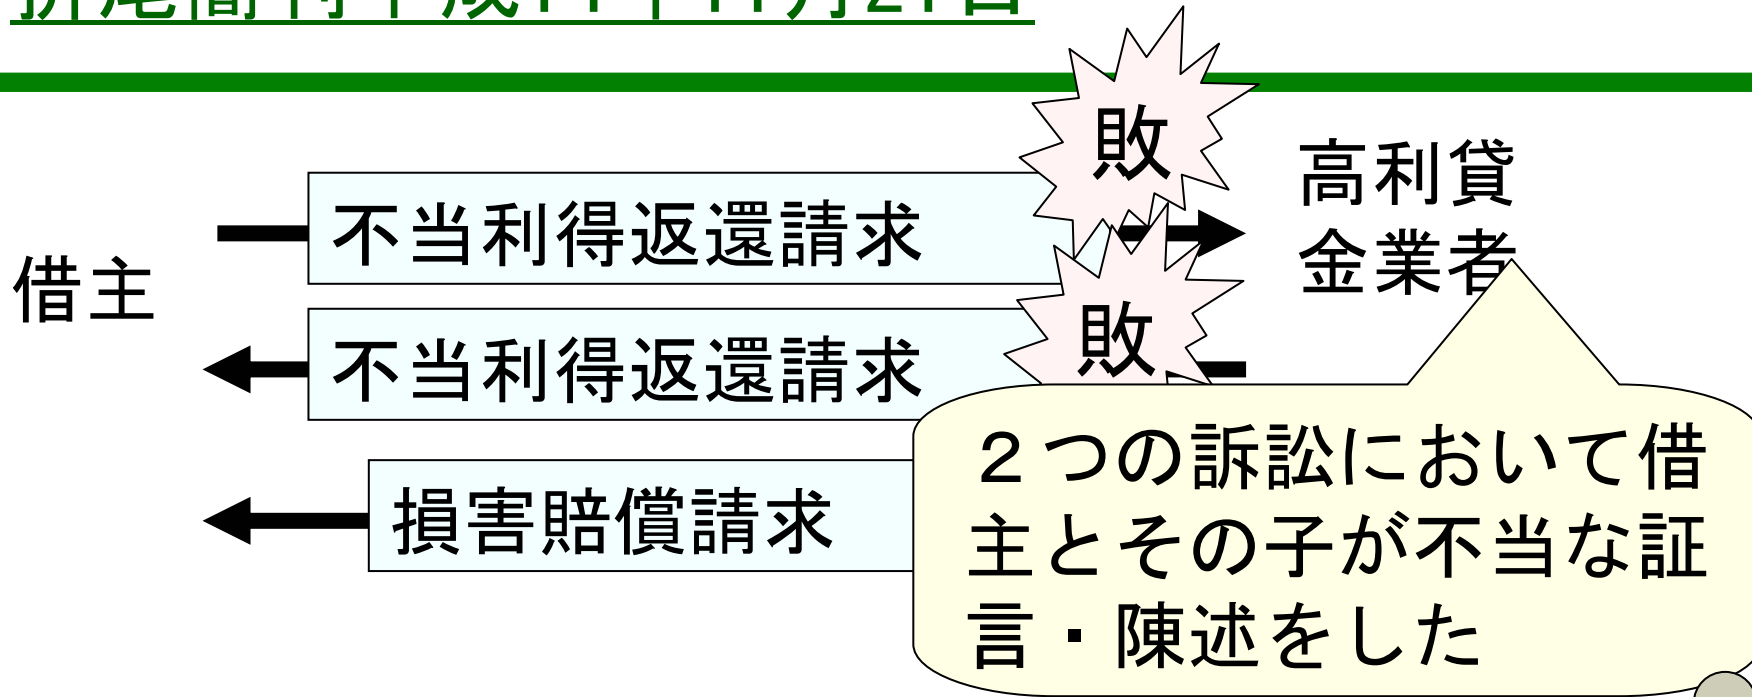 敗
高利貸
金業者
不当利得返還請求
借主
不当利得返還請求
敗
損害賠償請求
２つの訴訟において借
主とその子が不当な証
言・陳述をした